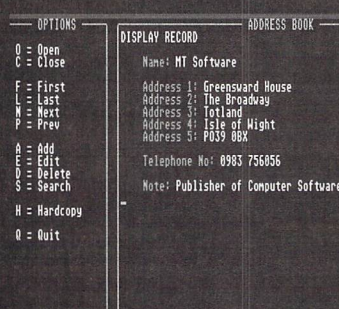 OPTIONS
O = Open
C = Close
F = First
L = Last
N = Next
P = Prev
A = Add
E = Edit
D = Delete
S = Search
H = Hardcopy
Q = Quit
ADDRESS BOOK
DISPLAY RECORD
Name: MT Software
Address 1: Greensward House
Address 2: The Broadway
Address 3: Totland
Address 4: Isle of Wight
Address 5: PO39 0BX
Telephone No: 0983 756056
Note: Publisher of Computer Software